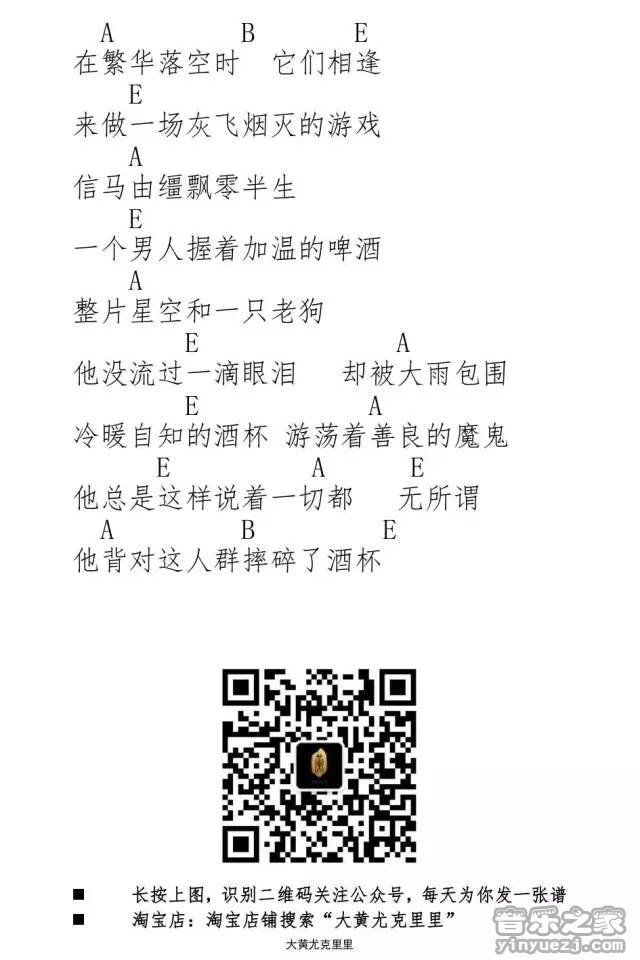 A B E
在繁华落空时 它们相逢
E
来做一场灰飞烟灭的游戏
A
信马由缰飘零半生
E
一个男人握着加温的啤酒
A
整片星空和一只老狗
E A
他没流过一滴眼泪 却被大雨包围
E A
冷暖自知的酒杯 游荡着善良的魔鬼
E A E
他总是这样说着一切都 无所谓
A B E
他背对这人群摔碎了酒杯
■ 长按上图，识别二维码关注公众号，每天为你发一张谱
■ 淘宝店：淘宝店铺搜索“大黄尤克里里”
大黄尤克里里
音乐之家
yinyuezj.com